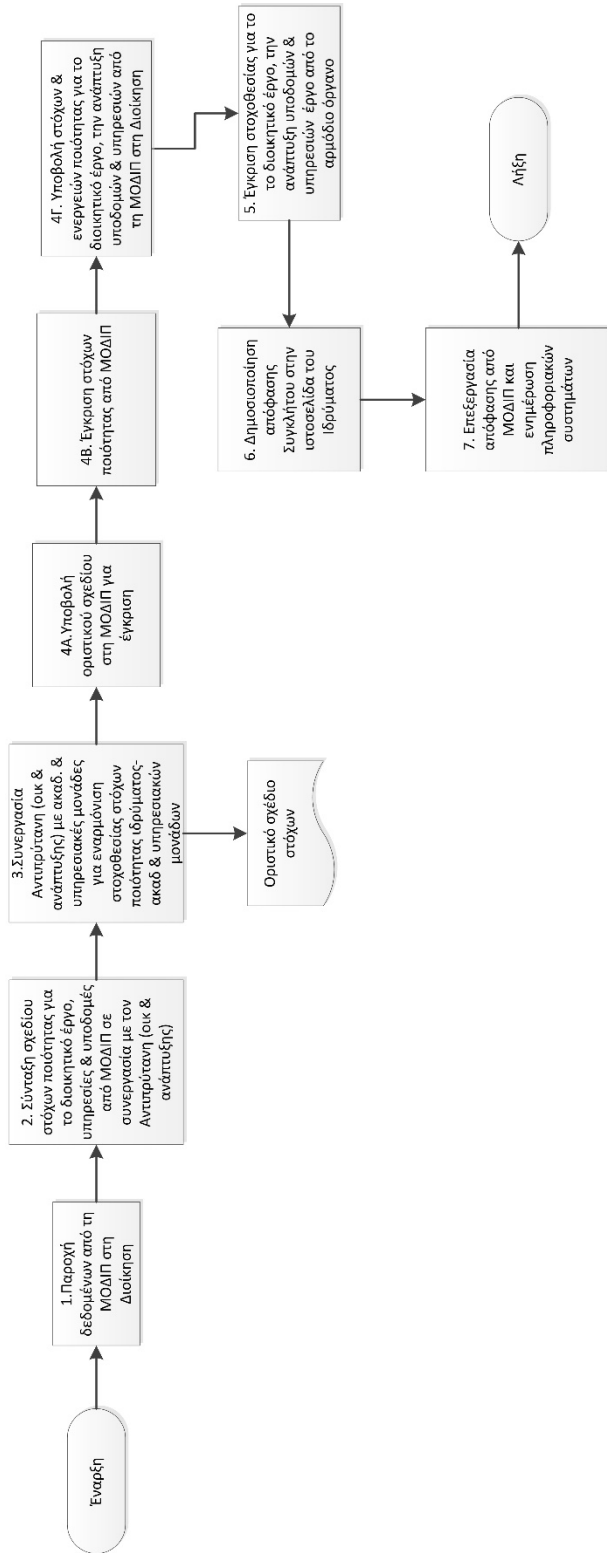 Έναρξη
1.Παροχή
δεδομένων από τη
ΜΟΔΙΠ στη
Διοίκηση
2. Σύνταξη σχεδίου
στόχων ποιότητας για
το διοικητικό έργο,
υπηρεσίες & υποδομές
από ΜΟΔΙΠ σε
συνεργασία με τον
Αντιπρύτανη (οικ &
ανάπτυξης)
3.Συνεργασία
Αντιπρύτανη (οικ &
ανάπτυξης) με ακαδ. &
υπηρεσιακές μονάδες
για εναρμόνιση
στοχοθεσίας στόχων
ποιότητας ιδρύματος-
ακαδ & υπηρεσιακών
μονάδων
Οριστικό σχέδιο
στόχων
4Α.Υποβολή
οριστικού σχεδίου
στη ΜΟΔΙΠ για
έγκριση
4Β. Έγκριση στόχων
ποιότητας από ΜΟΔΙΠ
4Γ. Υποβολή στόχων &
ενεργειών ποιότητας για το
διοικητικό έργο, την ανάπτυξη
υποδομών & υπηρεσιών από
τη ΜΟΔΙΠ στη Διοίκηση
5. Έγκριση στοχοθεσίας για το
το διοικητικό έργο, την
ανάπτυξη υποδομών &
υπηρεσιών έργο από το
αρμόδιο όργανο
6. Δημοσιοποίηση
απόφασης
Συγκλήτου στην
ιστοσελίδα του
Ιδρύματος
7. Επεξεργασία
απόφασης από
ΜΟΔΙΠ και
ενημέρωση
πληροφοριακών
συστημάτων
Λήξη